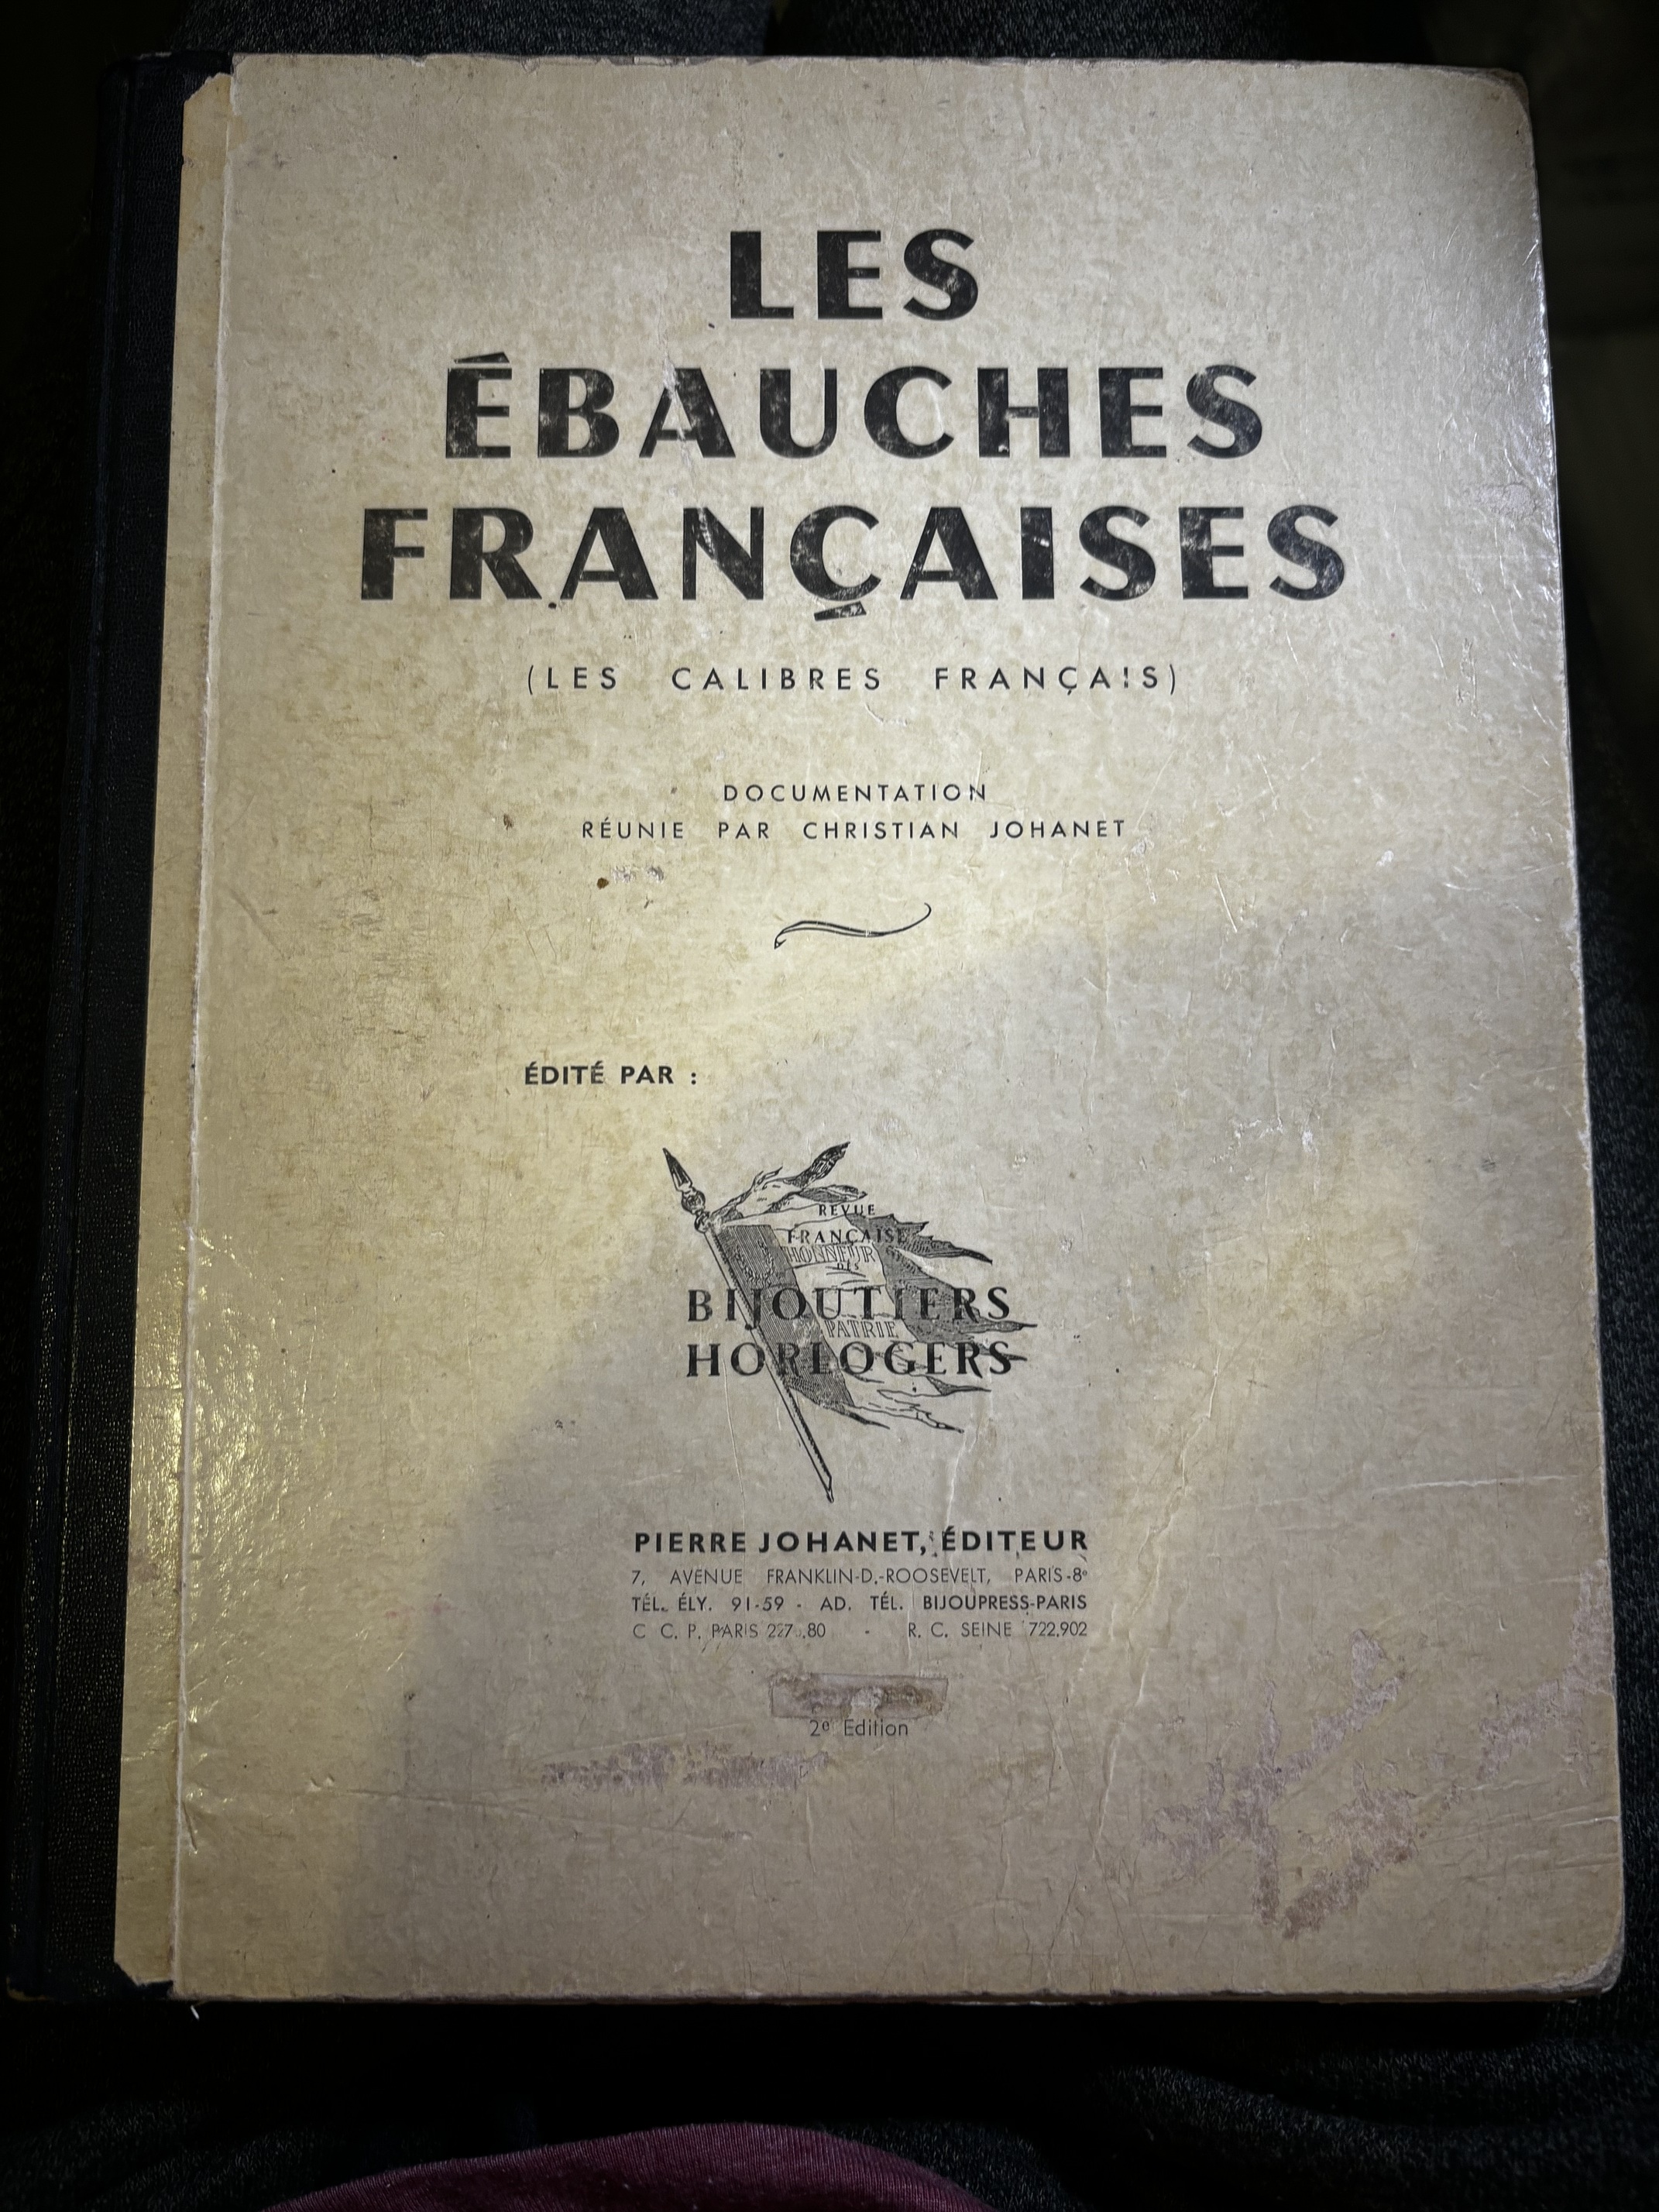 LES
ÉBAUCHES
FRANÇAISES
(LES CALIBRES FRANÇAIS)
DOCUMENTATION
RÉUNIE PAR CHRISTIAN JOHANET
ÉDITÉ PAR :
REVUE
FRANÇAISE
HONNEUR
DES
BIJOUTIERS
PATRIE
HORLOGERS
PIERRE JOHANET, ÉDITEUR
7, AVENUE FRANKLIN-D.-ROOSEVELT, PARIS-8e
TÉL. ÉLY. 91-59 - AD. TÉL. BIJOUPRESS-PARIS
C C. P. PARIS - R. C. SEINE 722.902
2e Edition